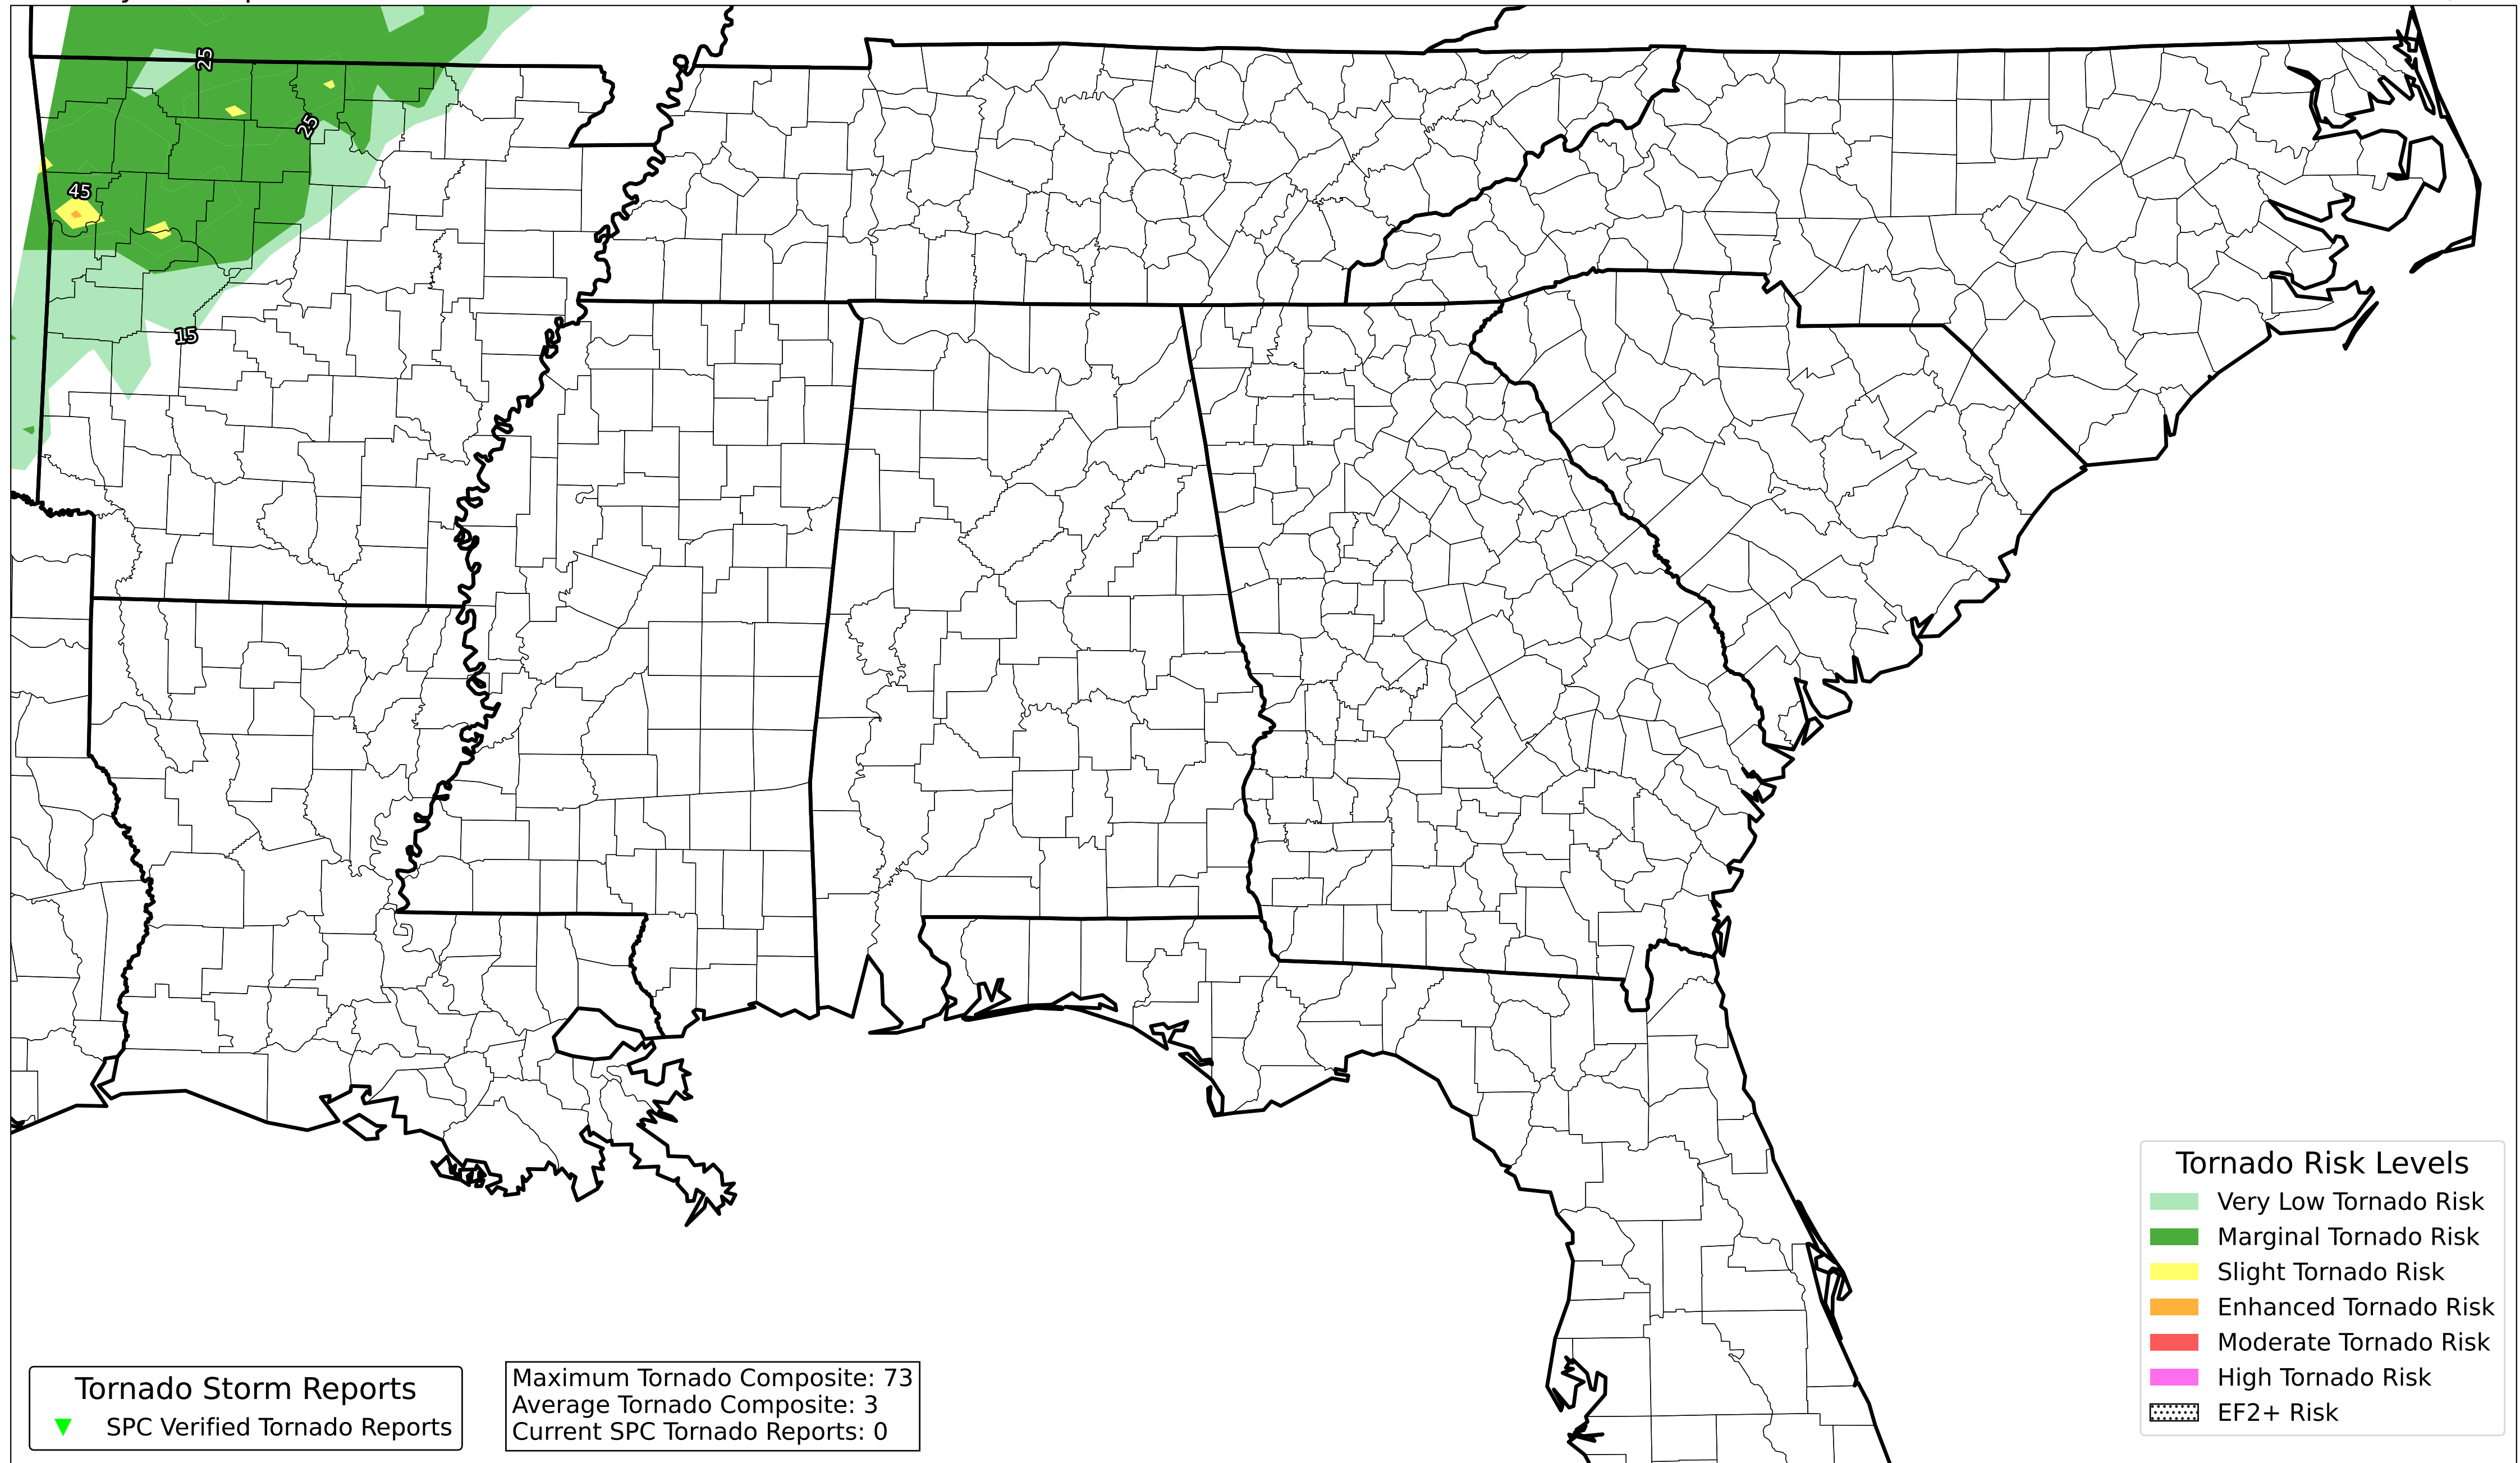 25
25
45
15
Tornado Risk Levels
Very Low Tornado Risk
Marginal Tornado Risk
Slight Tornado Risk
Enhanced Tornado Risk
Moderate Tornado Risk
High Tornado Risk
EF2+ Risk
Tornado Storm Reports
SPC Verified Tornado Reports
Maximum Tornado Composite: 73
Average Tornado Composite: 3
Current SPC Tornado Reports: 0